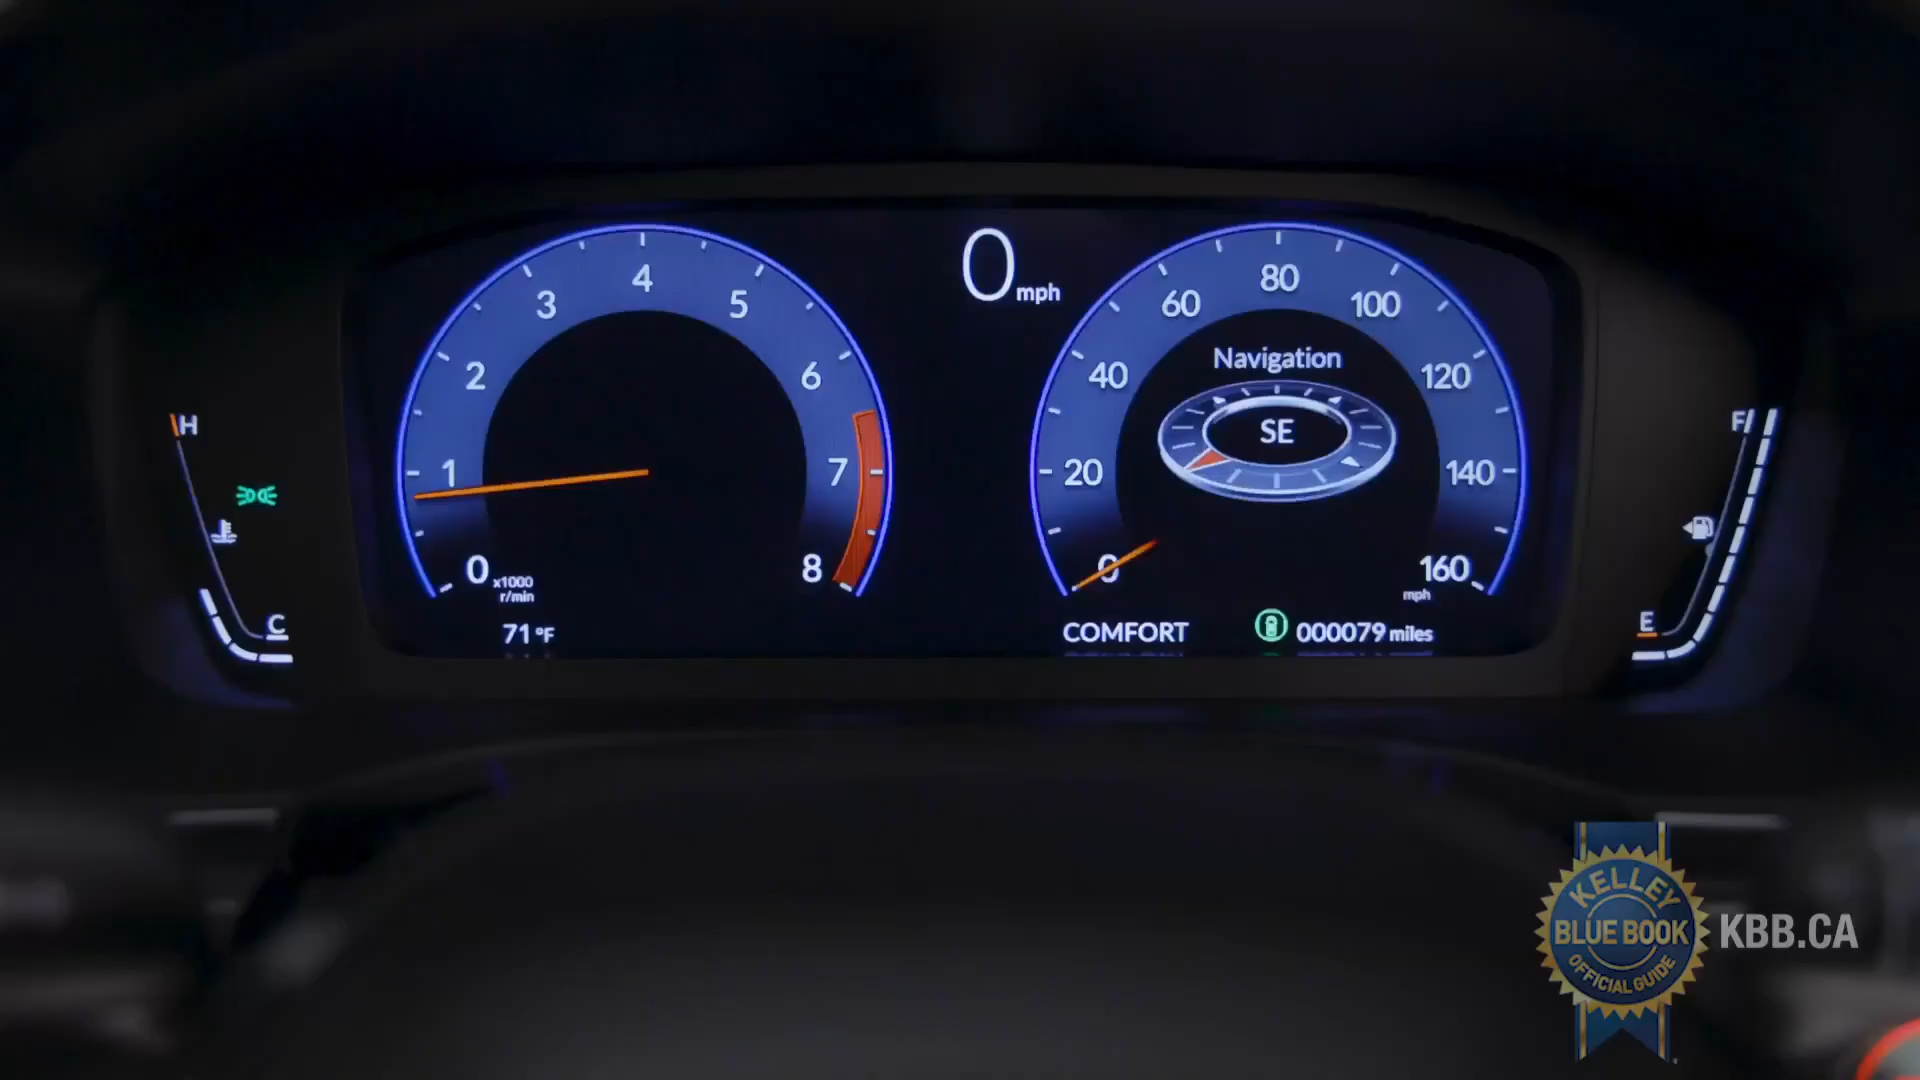 0 mph
4
3
5
2
6
1
7
0
8
x1000
r/min
71 °F
80
60
100
Navigation
40
120
SE
20
140
0
160
mph
COMFORT
000079 miles
H
C
F
E
KELLEY
BLUE BOOK
OFFICIAL GUIDE
KBB.CA